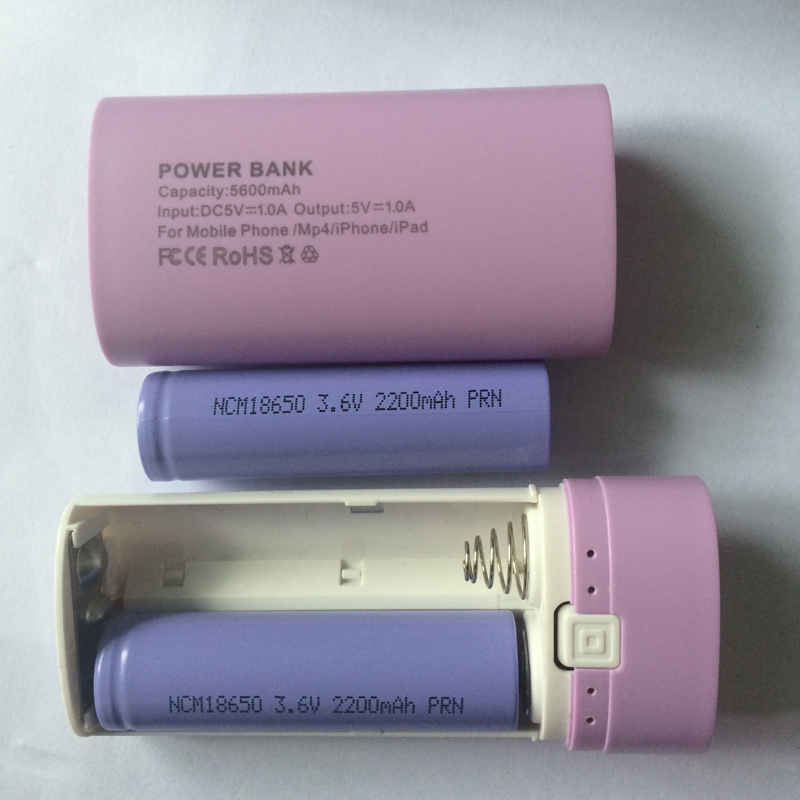 POWER BANK
Capacity:5600mAh
Input:DC5V⎓1.0A Output:5V⎓1.0A
For Mobile Phone /Mp4/iPhone/iPad
FC CE RoHS
NCM18650 3.6V 2200mAh PRN
NCM18650 3.6V 2200mAh PRN